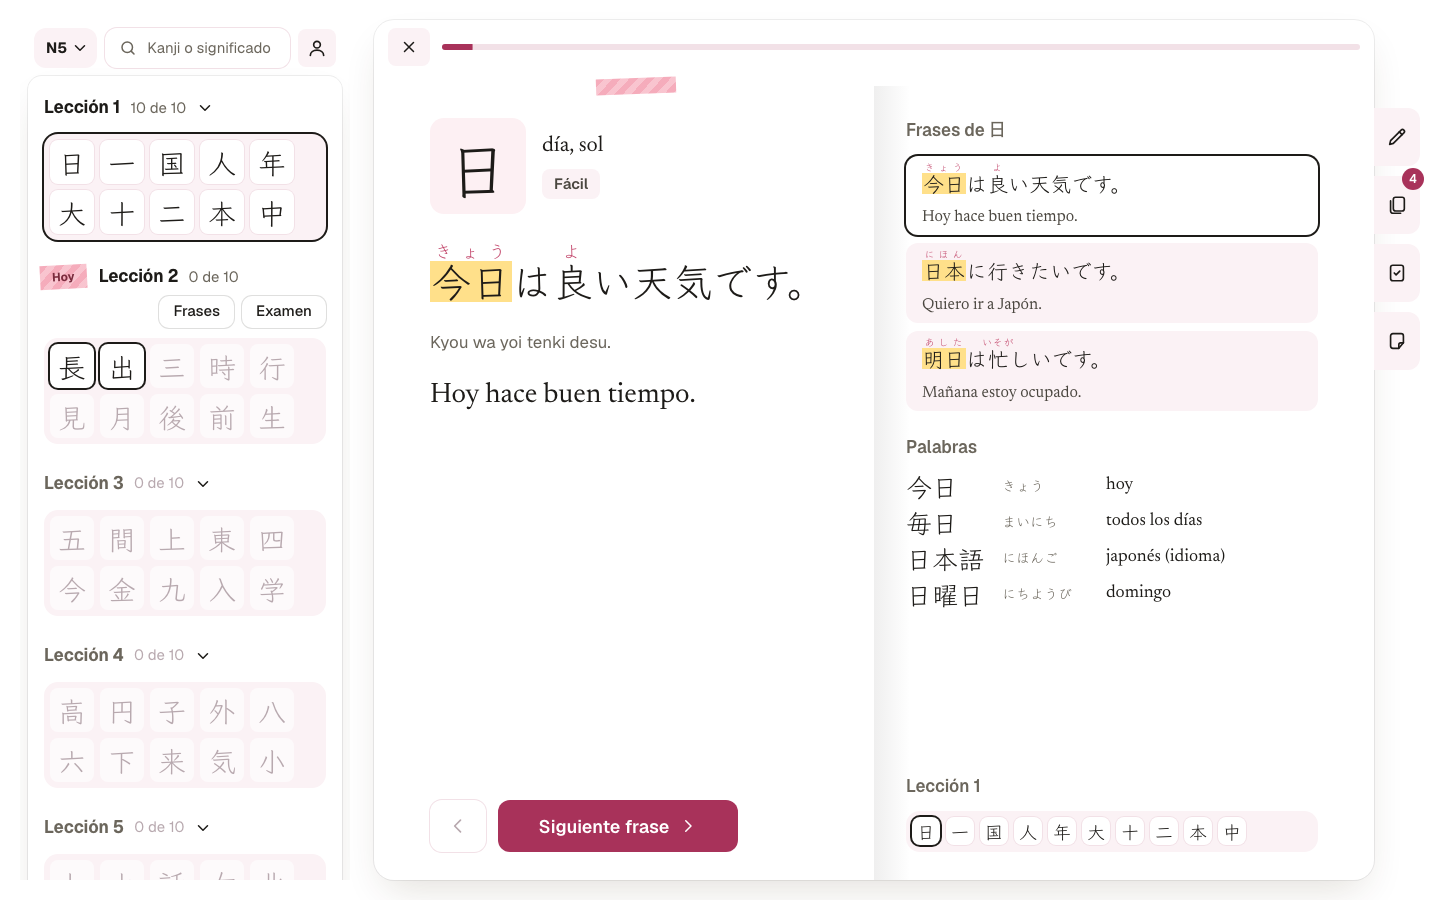 N5
Kanji o significado
Lección 1 10 de 10
日 一 国 人 年
大 十 二 本 中
Hoy Lección 2 0 de 10
Frases Examen
長 出 三 時 行
見 月 後 前 生
Lección 3 0 de 10
五 間 上 東 四
今 金 九 入 学
Lección 4 0 de 10
高 円 子 外 八
六 下 来 気 小
Lección 5 0 de 10
日
día, sol
Fácil
きょう よ
今日は良い天気です。
Kyou wa yoi tenki desu.
Hoy hace buen tiempo.
Siguiente frase
Frases de 日
きょう よ
今日は良い天気です。
Hoy hace buen tiempo.
にほん
日本に行きたいです。
Quiero ir a Japón.
あした いそが
明日は忙しいです。
Mañana estoy ocupado.
Palabras
今日 きょう hoy
毎日 まいにち todos los días
日本語 にほんご japonés (idioma)
日曜日 にちようび domingo
Lección 1
日 一 国 人 年 大 十 二 本 中
4